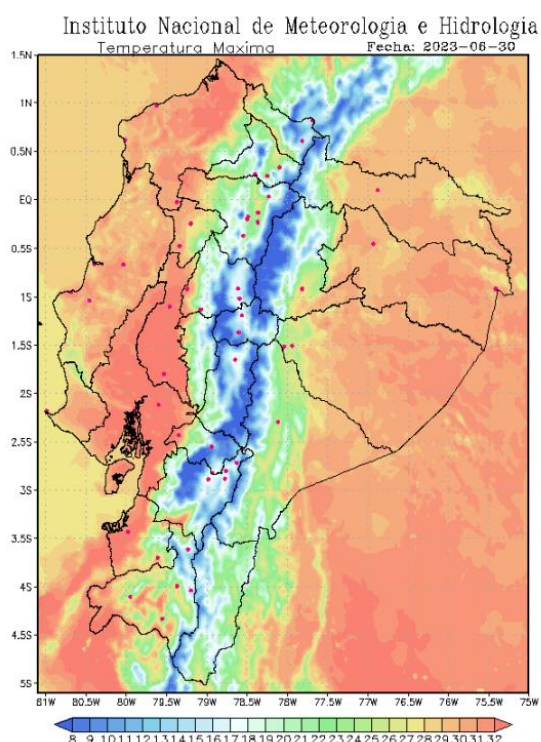 Instituto Nacional de Meteorologia e Hidrologia
Temperatura Maxima Fecha: 2023-06-30
1.5N
1N
0.5N
EQ
0.5S
1S
1.5S
2S
2.5S
3S
3.5S
4S
4.5S
5S
81W 80.5W 80W 79.5W 79W 78.5W 78W 77.5W 77W 76.5W 76W 75.5W 75W
8 9 10 11 12 13 14 15 16 17 18 19 20 21 22 23 24 25 26 27 28 29 30 31 32